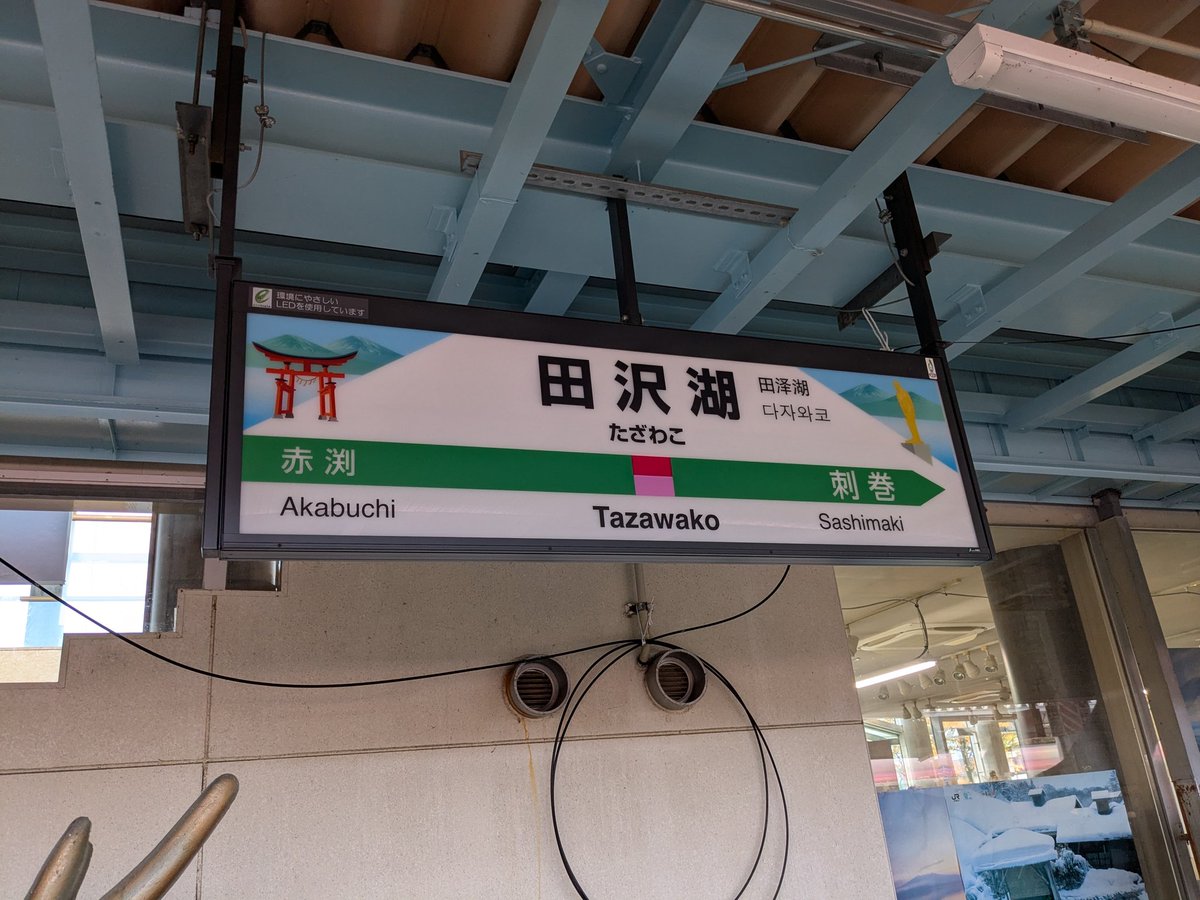 環境にやさしい
LEDを使用しています
田沢湖
田泽湖
다자와코
たざわこ
赤渕
刺巻
Akabuchi
Tazawako
Sashimaki
JR